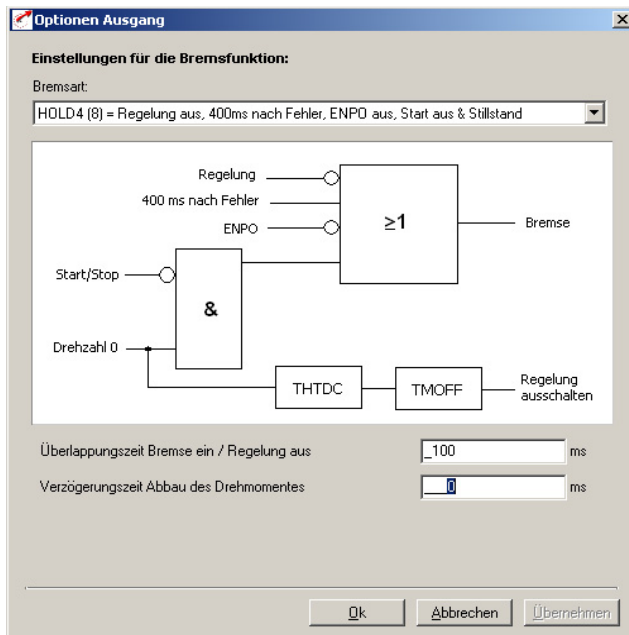 Optionen Ausgang
Einstellungen für die Bremsfunktion:
Bremsart:
HOLD4 (8) = Regelung aus, 400ms nach Fehler, ENPO aus, Start aus & Stillstand
Regelung
400 ms nach Fehler
ENPO
≥1
Bremse
Start/Stop
&
Drehzahl 0
THTDC
TMOFF
Regelung
ausschalten
Überlappungszeit Bremse ein / Regelung aus
_100
ms
Verzögerungszeit Abbau des Drehmomentes
___0
ms
Ok
Abbrechen
Übernehmen